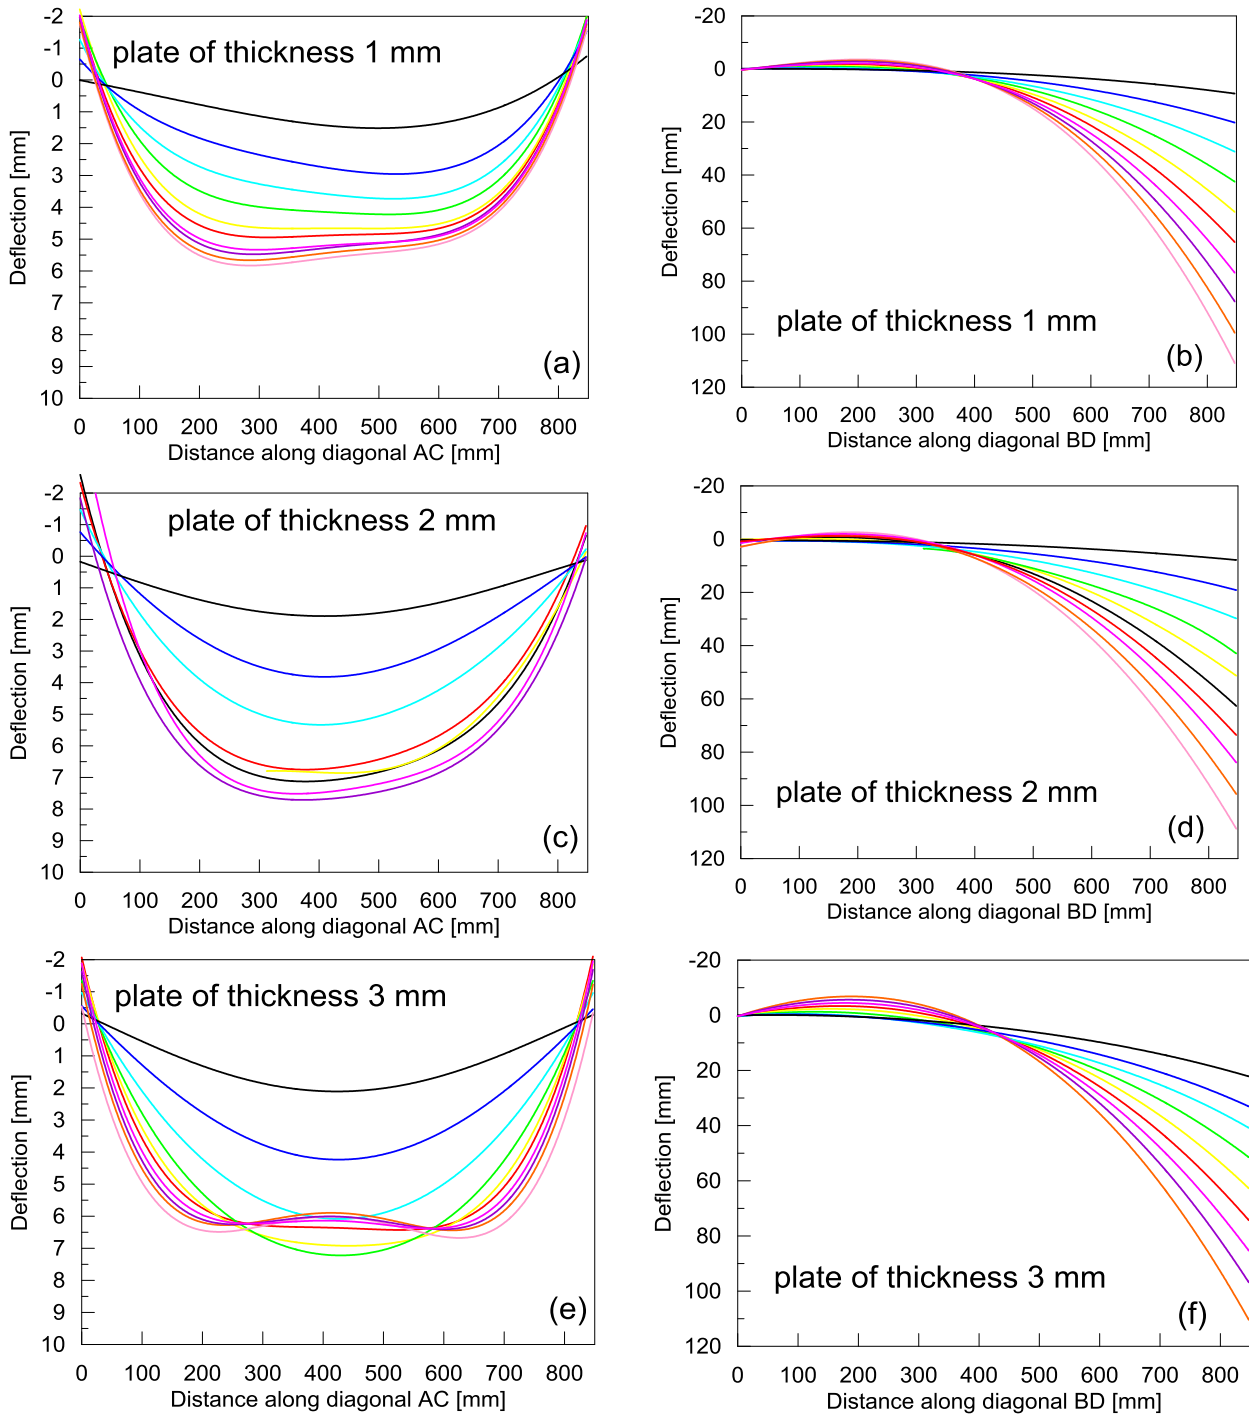 -2
-1
0
1
2
3
4
5
6
7
8
9
10
Deflection [mm]
plate of thickness 1 mm
(a)
0 100 200 300 400 500 600 700 800
Distance along diagonal AC [mm]
-20
0
20
40
60
80
100
120
Deflection [mm]
plate of thickness 1 mm
(b)
0 100 200 300 400 500 600 700 800
Distance along diagonal BD [mm]
-2
-1
0
1
2
3
4
5
6
7
8
9
10
Deflection [mm]
plate of thickness 2 mm
(c)
0 100 200 300 400 500 600 700 800
Distance along diagonal AC [mm]
-20
0
20
40
60
80
100
120
Deflection [mm]
plate of thickness 2 mm
(d)
0 100 200 300 400 500 600 700 800
Distance along diagonal BD [mm]
-2
-1
0
1
2
3
4
5
6
7
8
9
10
Deflection [mm]
plate of thickness 3 mm
(e)
0 100 200 300 400 500 600 700 800
Distance along diagonal AC [mm]
-20
0
20
40
60
80
100
120
Deflection [mm]
plate of thickness 3 mm
(f)
0 100 200 300 400 500 600 700 800
Distance along diagonal BD [mm]